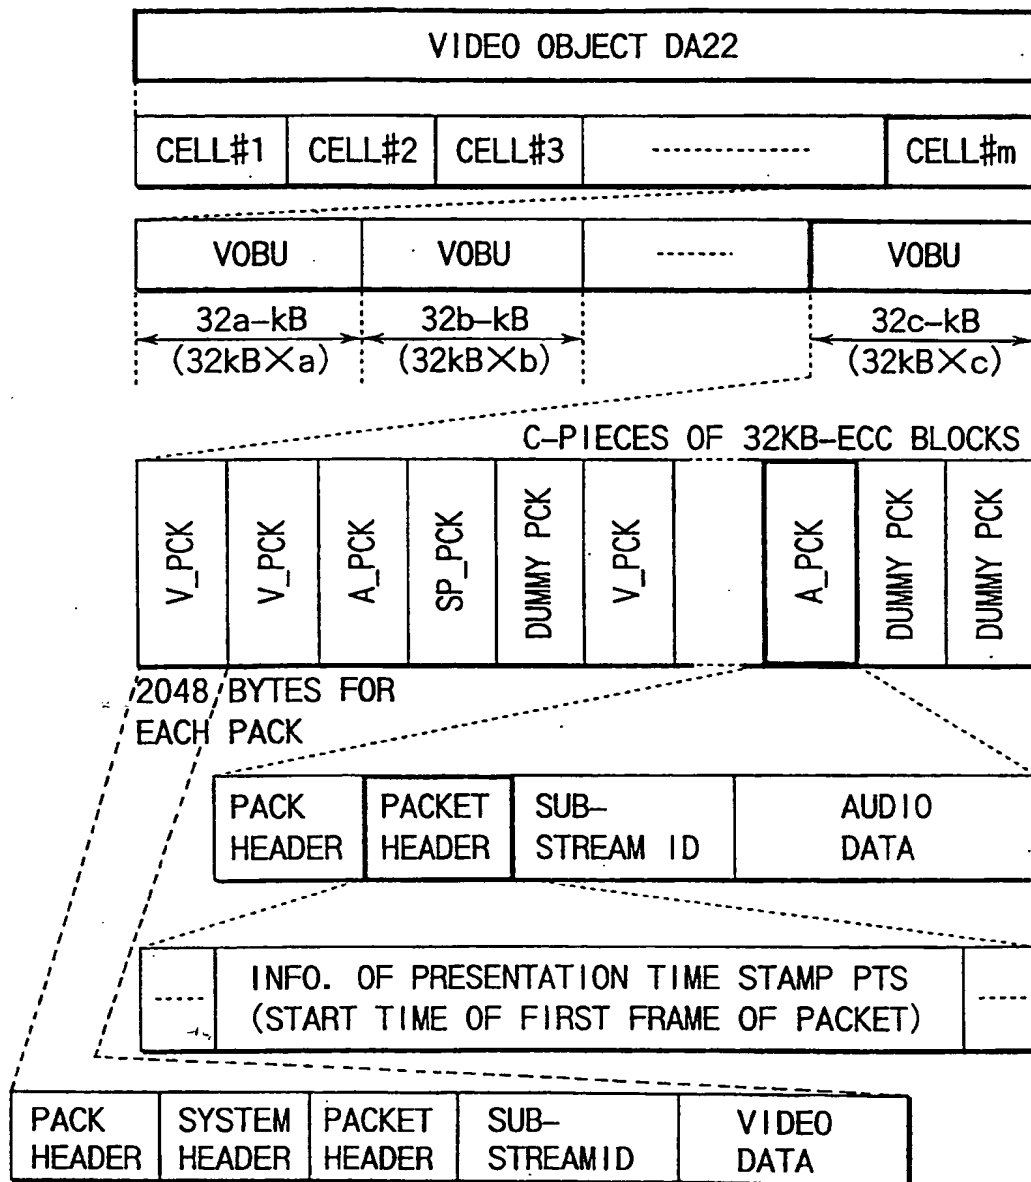 VIDEO OBJECT DA22
CELL#1 CELL#2 CELL#3 CELL#m
VOBU VOBU VOBU
32a-kB 32b-kB 32c-kB
(32kB×a) (32kB×b) (32kB×c)
C-PIECES OF 32KB-ECC BLOCKS
V_PCK V_PCK A_PCK SP_PCK DUMMY PCK V_PCK A_PCK DUMMY PCK DUMMY PCK
2048 BYTES FOR
EACH PACK
PACK PACKET SUB- AUDIO
HEADER HEADER STREAM ID DATA
INFO. OF PRESENTATION TIME STAMP PTS
(START TIME OF FIRST FRAME OF PACKET)
PACK SYSTEM PACKET SUB- VIDEO
HEADER HEADER HEADER STREAMID DATA